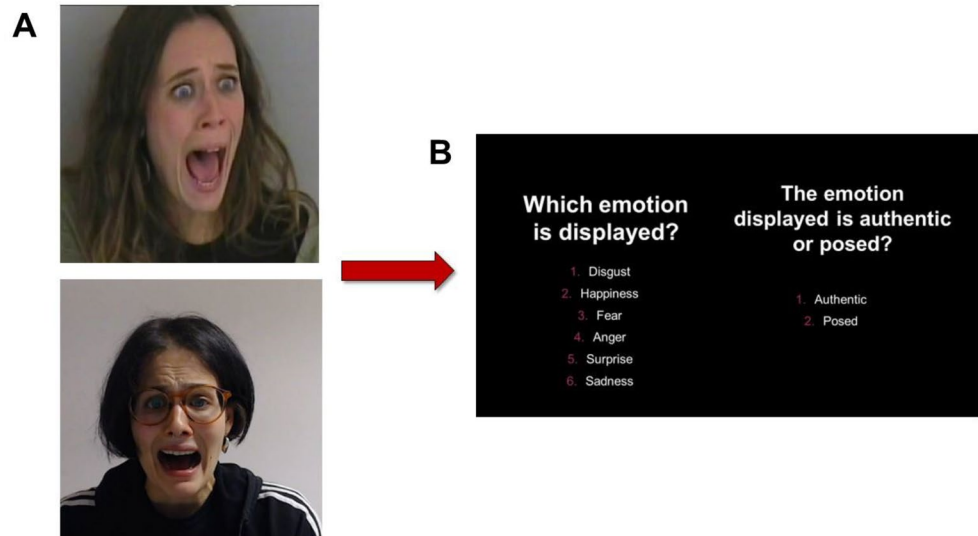 A
B
Which emotion
is displayed?
1. Disgust
2. Happiness
3. Fear
4. Anger
5. Surprise
6. Sadness
The emotion
displayed is authentic
or posed?
1. Authentic
2. Posed